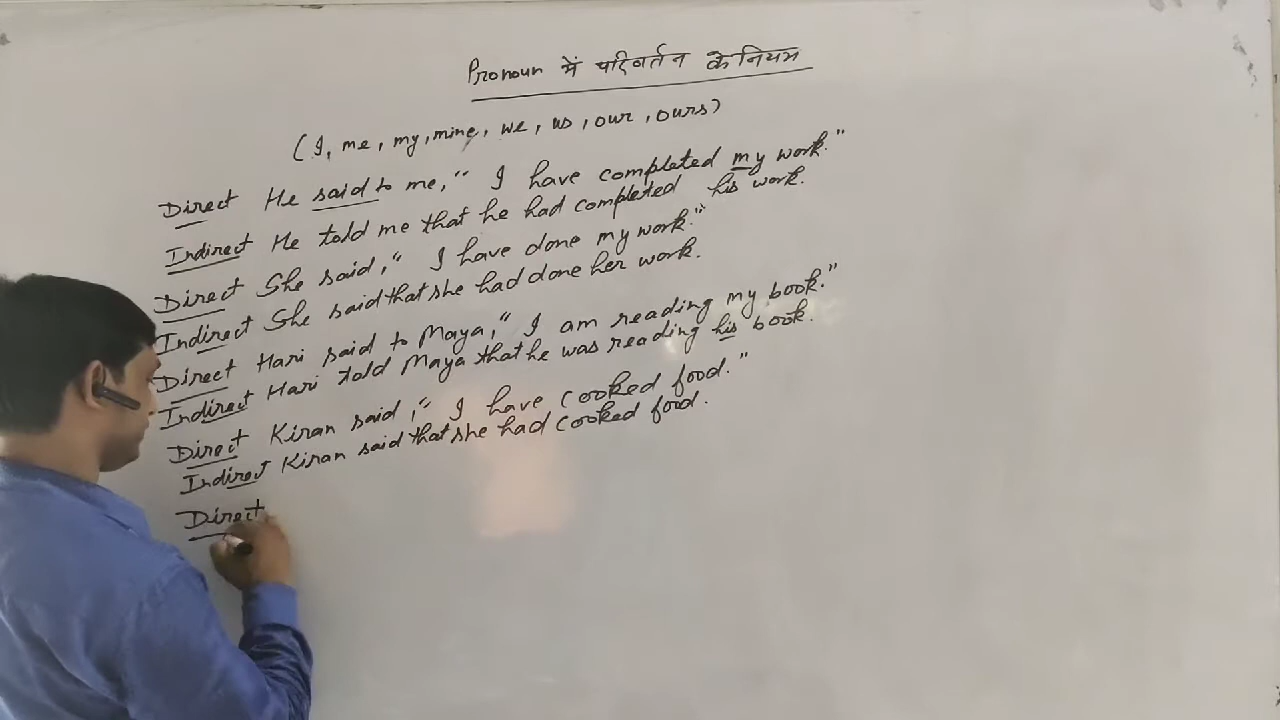 Pronoun में परिवर्तन के नियम
(I, me, my, mine, we, us, our, ours)
Direct He said to me, " I have completed my work."
Indirect He told me that he had completed his work.
Direct She said, " I have done my work."
Indirect She said that she had done her work.
Direct Hari said to Maya, " I am reading my book."
Indirect Hari told Maya that he was reading his book.
Direct Kiran said, " I have cooked food."
Indirect Kiran said that she had cooked food.
Direct